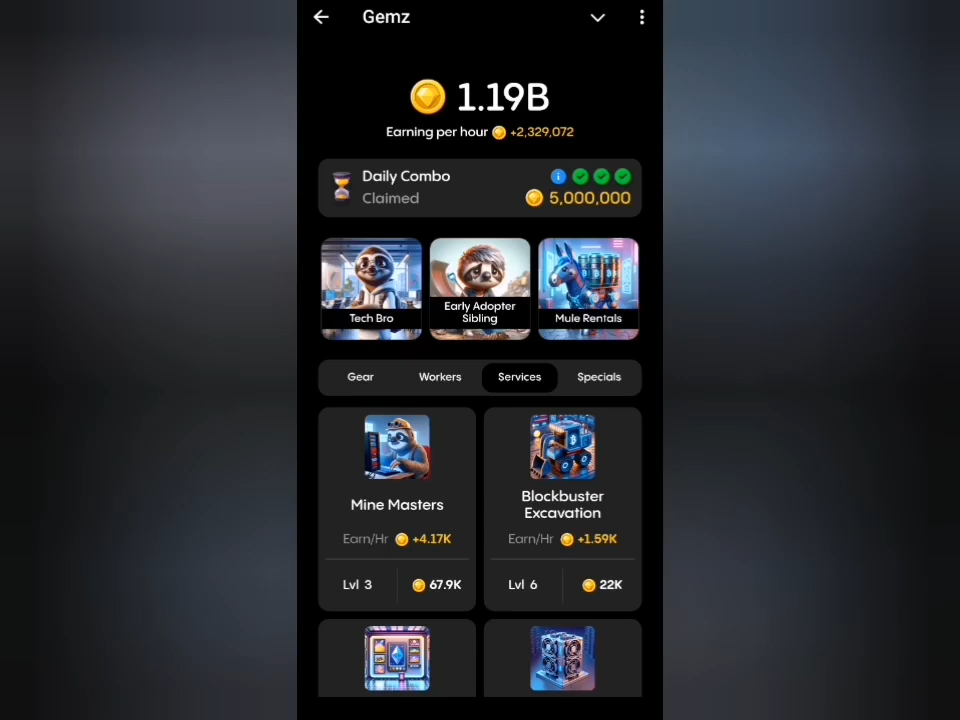 Gemz
1.19B
Earning per hour +2,329,072
Daily Combo
Claimed
5,000,000
Tech Bro
Early Adopter
Sibling
Mule Rentals
Gear Workers Services Specials
Mine Masters
Earn/Hr +4.17K
Lvl 3 67.9K
Blockbuster
Excavation
Earn/Hr +1.59K
Lvl 6 22K